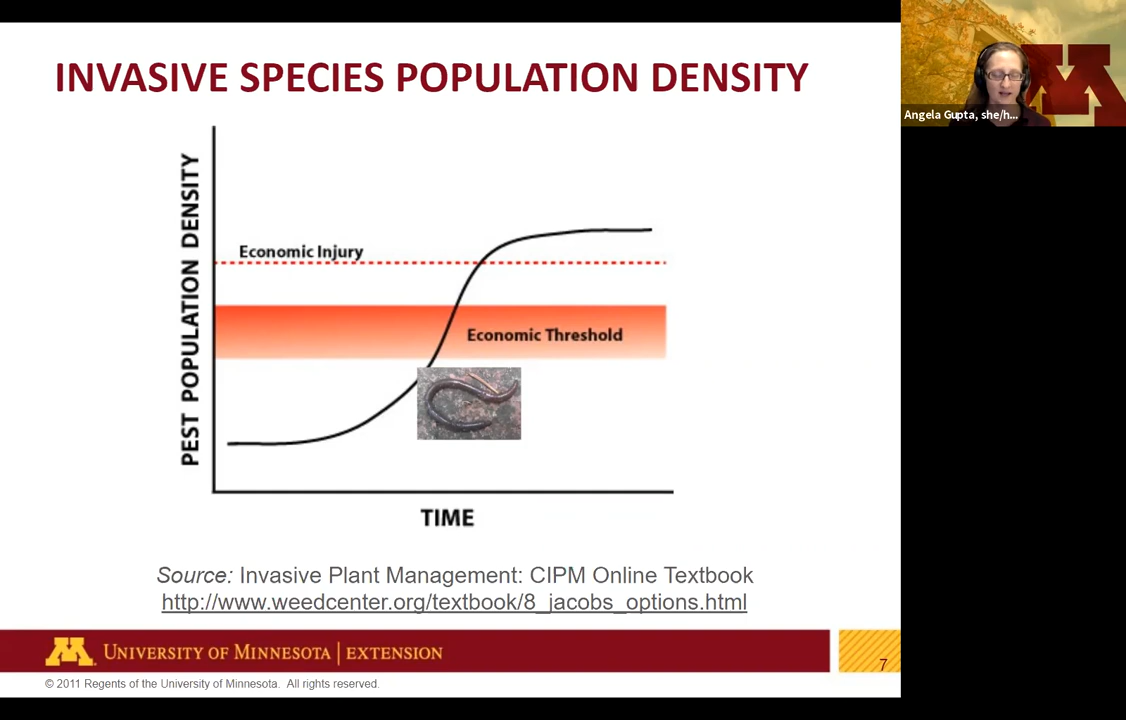 INVASIVE SPECIES POPULATION DENSITY
Angela Gupta, she/h...
PEST POPULATION DENSITY
Economic Injury
Economic Threshold
TIME
Source: Invasive Plant Management: CIPM Online Textbook
http://www.weedcenter.org/textbook/8_jacobs_options.html
M UNIVERSITY OF MINNESOTA | EXTENSION
7
© 2011 Regents of the University of Minnesota. All rights reserved.